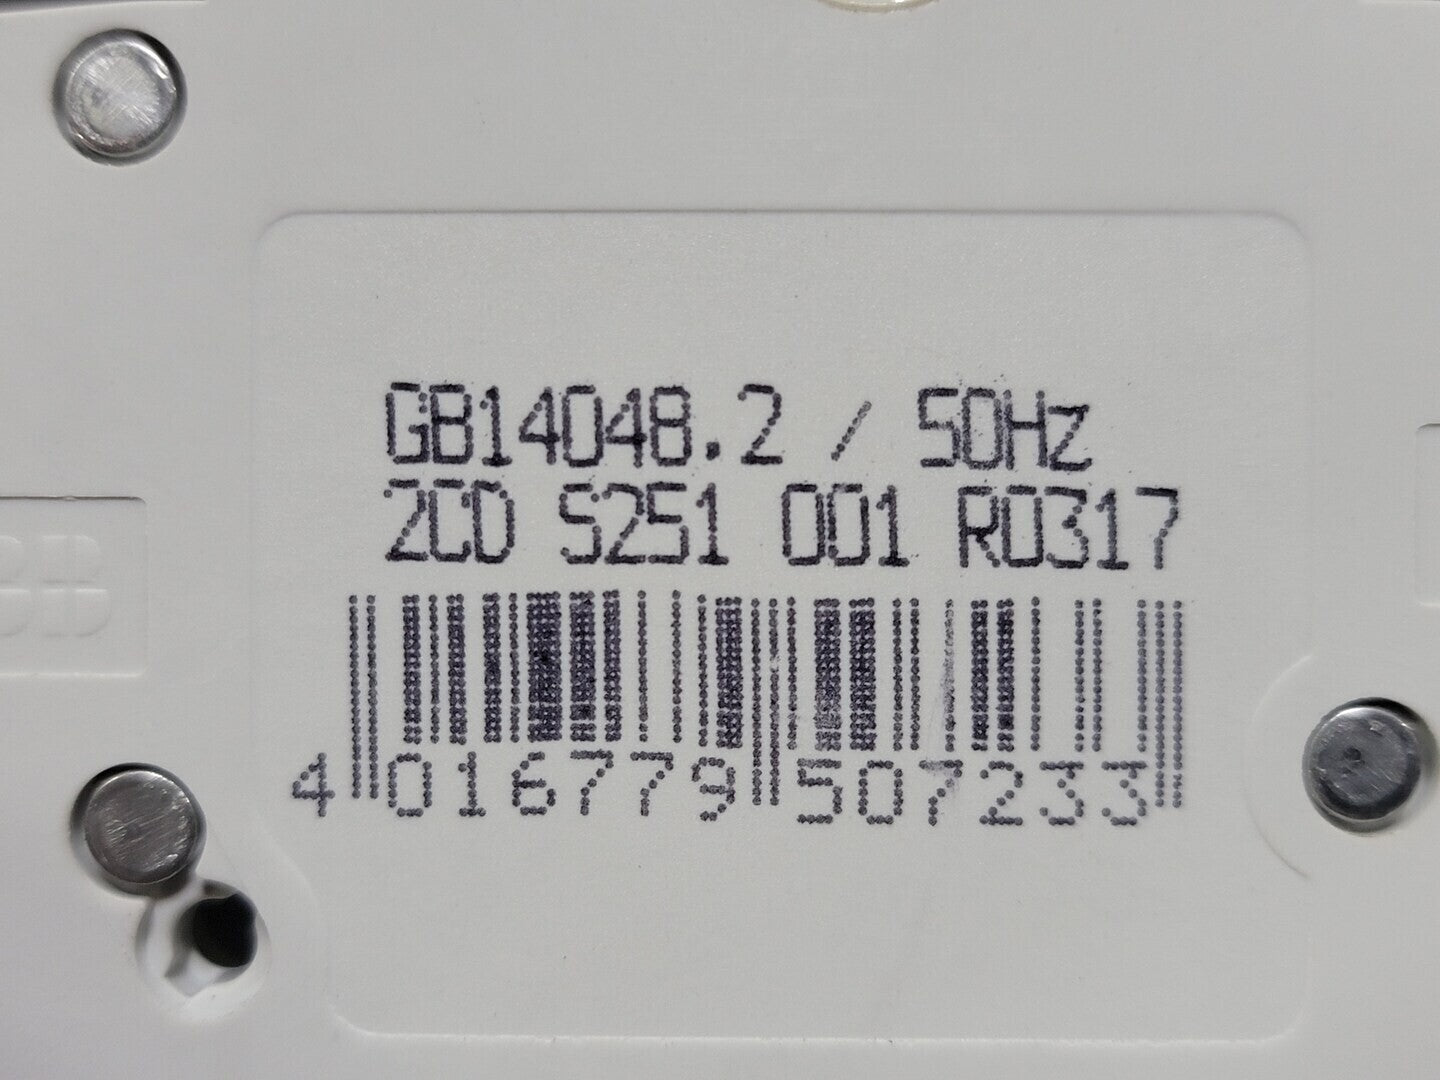 GB14048.2 / 50Hz
2CD S251 001 R0317
4 016779 507233